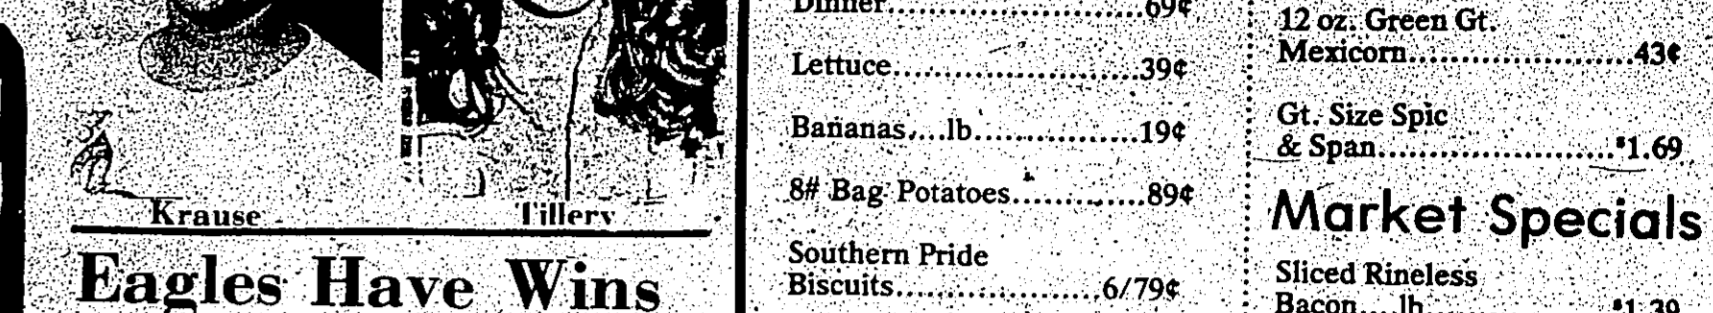 Krause
Tillery
Eagles Have Wins
Dinner..........................69¢
Lettuce.........................39¢
Bananas....lb.................19¢
8# Bag Potatoes..............89¢
Southern Pride
Biscuits.....................6/79¢
12 oz. Green Gt.
Mexicorn.......................43¢
Gt. Size Spic
& Span........................$1.69
Market Specials
Sliced Rineless
Bacon....lb...................$1.39